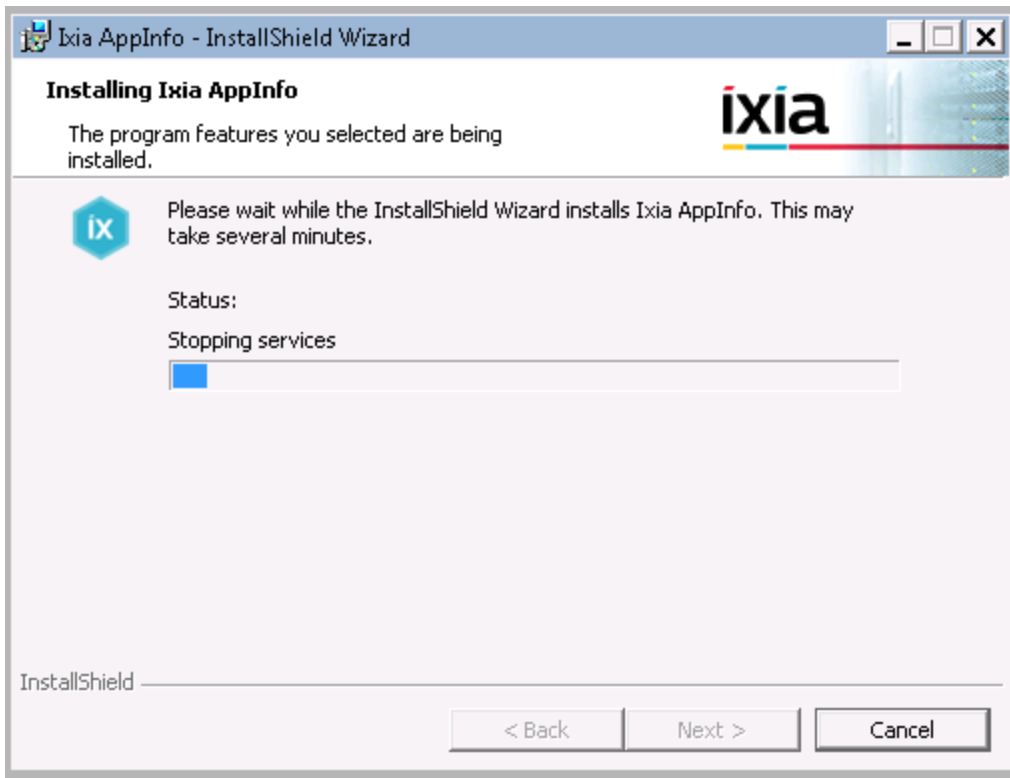 Ixia AppInfo - InstallShield Wizard
Installing Ixia AppInfo
ixia
The program features you selected are being
installed.
ix
Please wait while the InstallShield Wizard installs Ixia AppInfo. This may
take several minutes.
Status:
Stopping services
InstallShield
< Back
Next >
Cancel